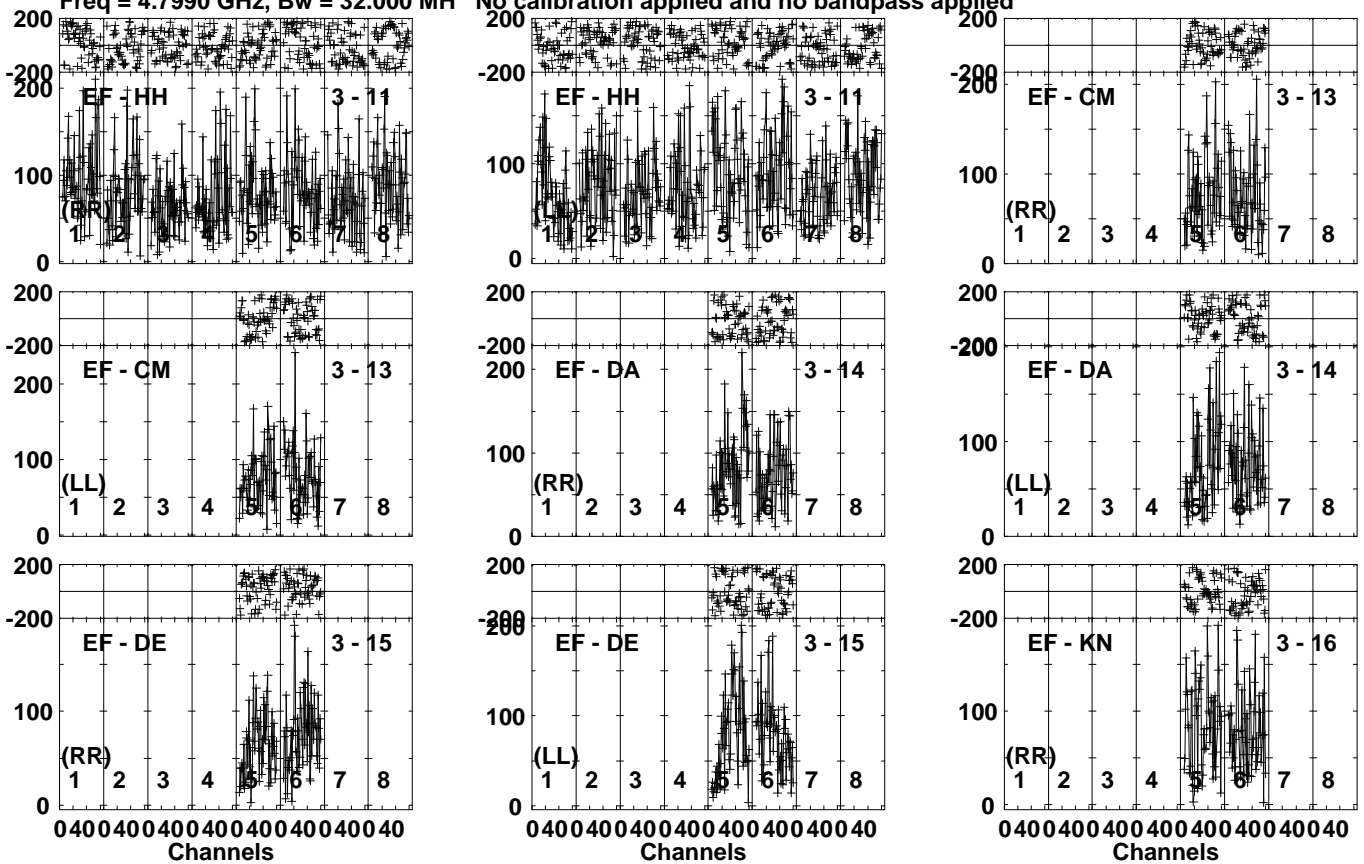 Freq = 4.7990 GHz, Bw = 32.000 MH No calibration applied and no bandpass applied
200 200
-200 -200 -200
200 EF - HH 3 - 11 EF - HH 3 - 11 200 EF - CM 3 - 13
100 100 100
(RR) (LL) (RR)
1 2 3 4 5 6 7 8 1 2 3 4 5 6 7 8 1 2 3 4 5 6 7 8
0 0 0
200 200 200
-200 -200 -200
200 EF - CM 3 - 13 200 EF - DA 3 - 14 200 EF - DA 3 - 14
100 100 100
(LL) (RR) (LL)
1 2 3 4 5 6 7 8 1 2 3 4 5 6 7 8 1 2 3 4 5 6 7 8
0 0 0
200 200 200
-200 -200 -200
EF - DE 3 - 15 200 EF - DE 3 - 15 EF - KN 3 - 16
100 100 100
(RR) (LL) (RR)
1 2 3 4 5 6 7 8 1 2 3 4 5 6 7 8 1 2 3 4 5 6 7 8
0 0 0
0 40 0 40 0 40 0 40 0 40 0 40 0 40 0 40 0 40 0 40 0 40 0 40 0 40 0 40 0 40 0 40 0 40 0 40 0 40 0 40 0 40 0 40 0 40 0 40
Channels Channels Channels